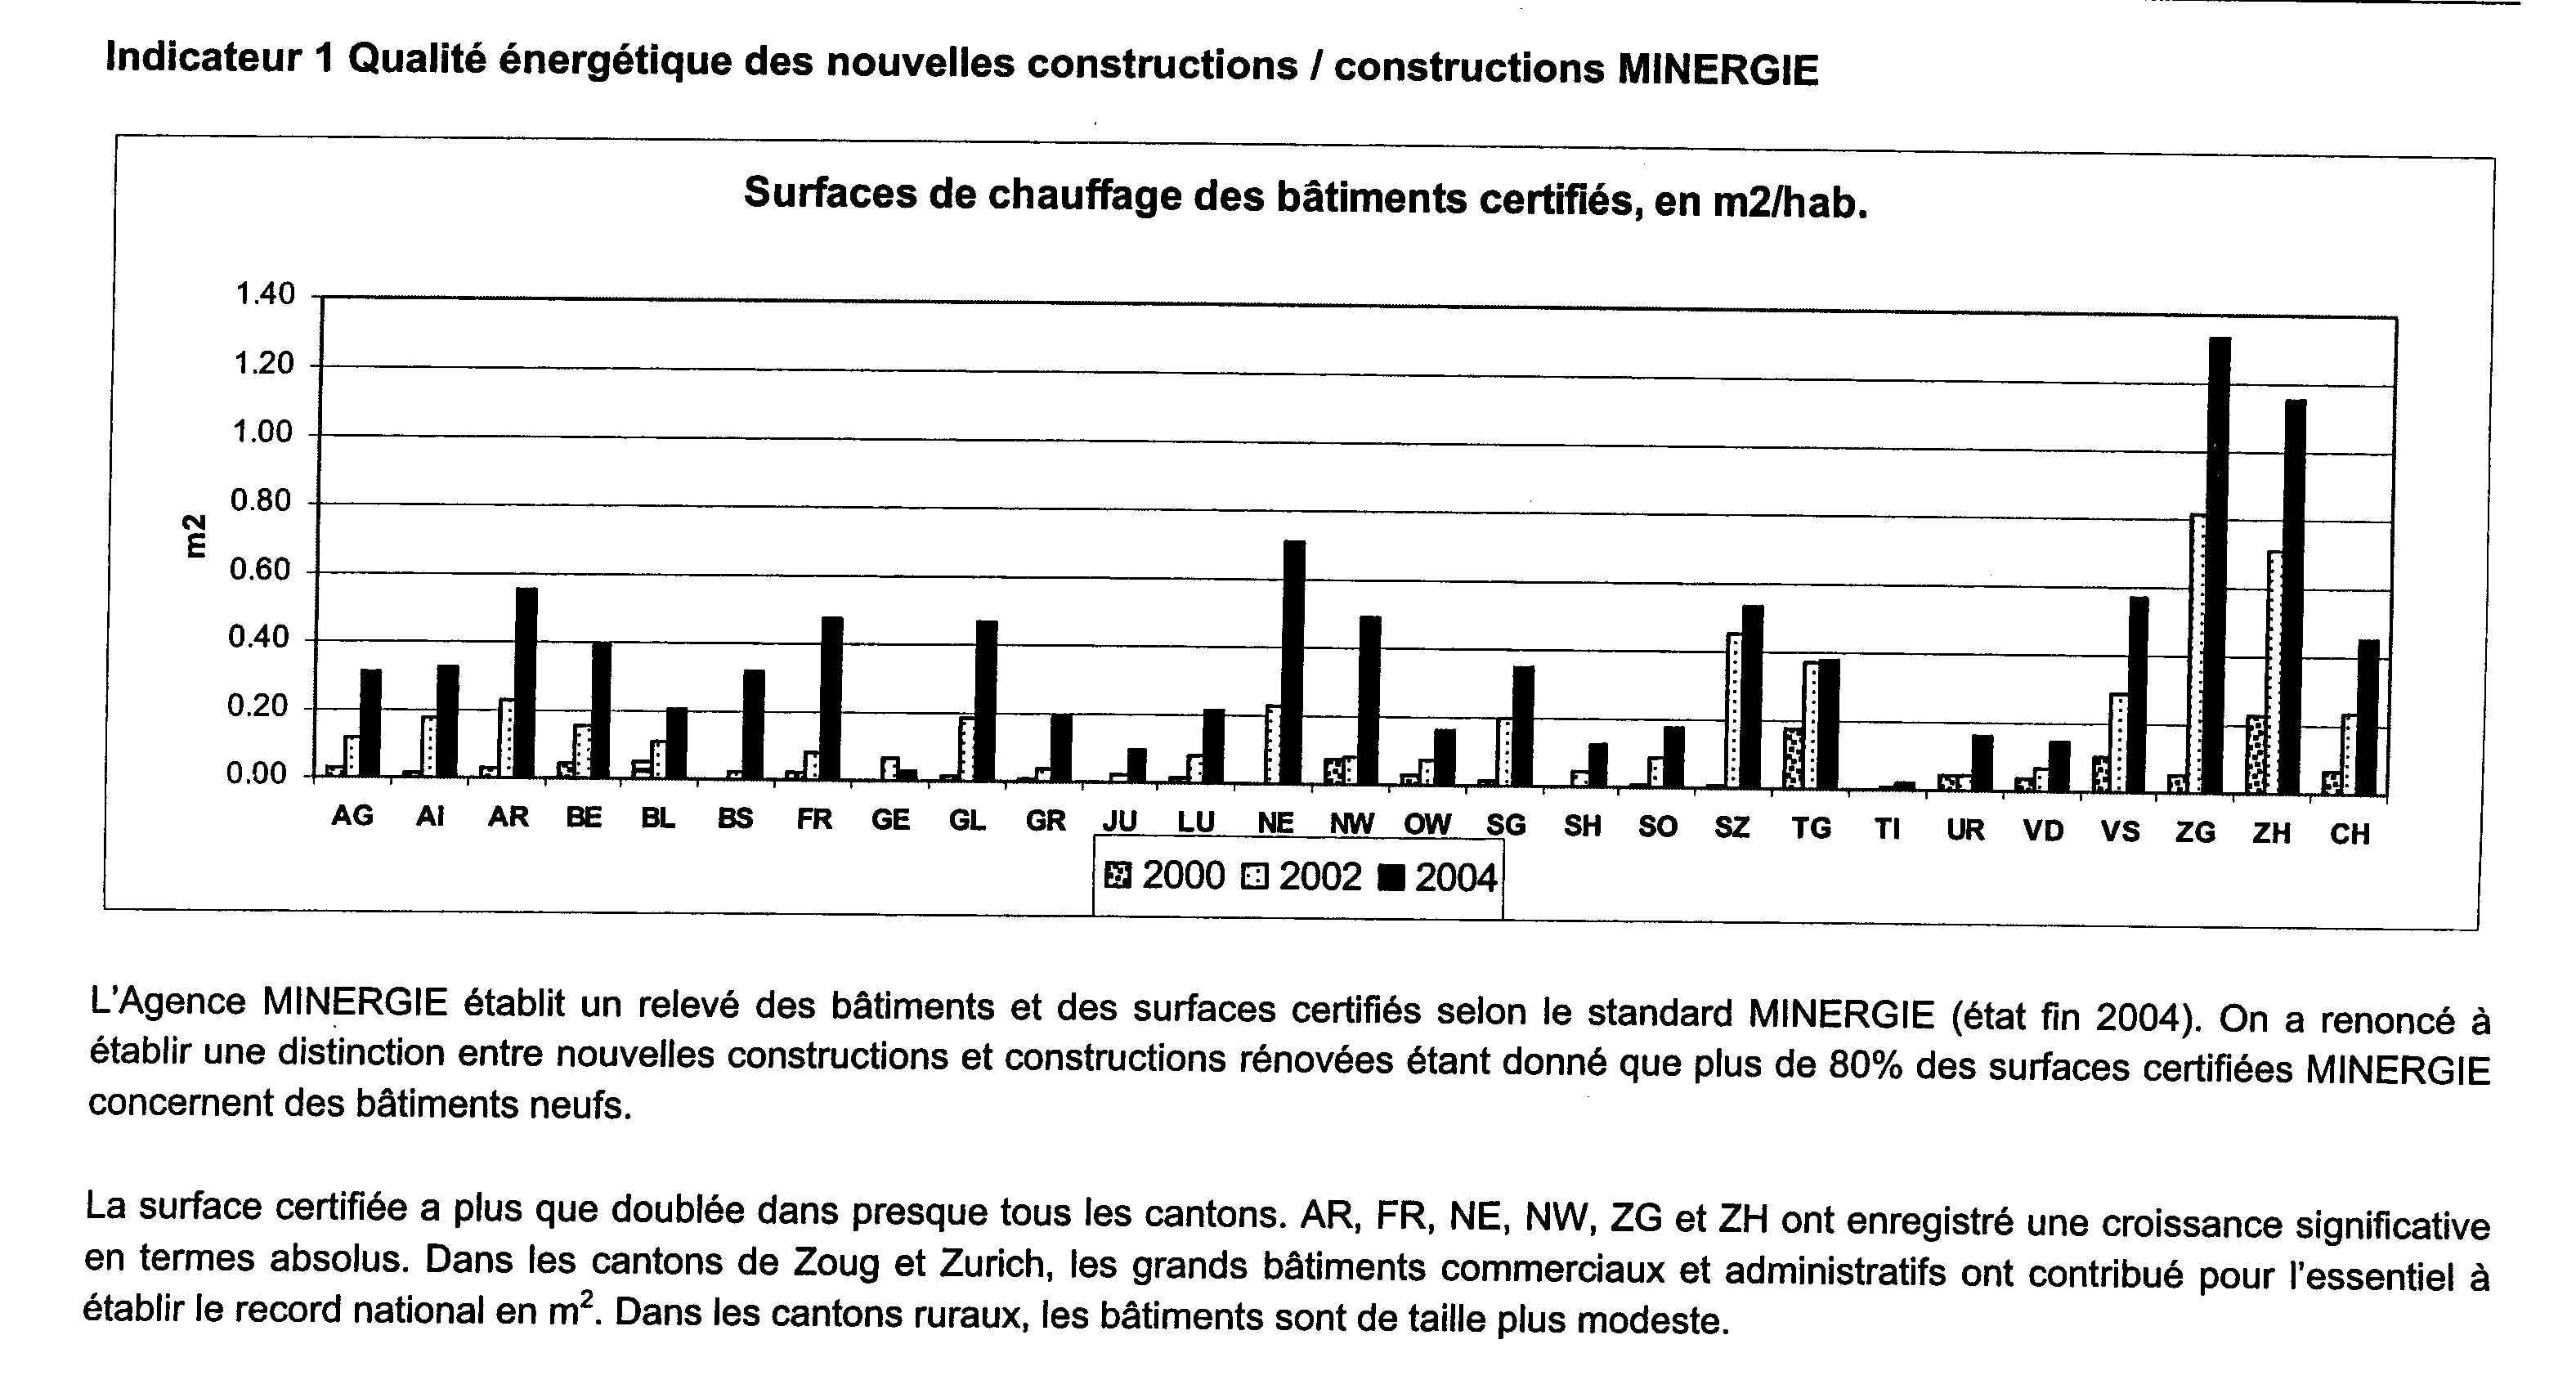 Indicateur 1 Qualité énergétique des nouvelles constructions / constructions MINERGIE
Surfaces de chauffage des bâtiments certifiés, en m2/hab.
1.40
1.20
1.00
0.80
0.60
0.40
0.20
0.00
m2
AG AI AR BE BL BS FR GE GL GR JU LU NE NW OW SG SH SO SZ TG TI UR VD VS ZG ZH CH
2000 2002 2004
L'Agence MINERGIE établit un relevé des bâtiments et des surfaces certifiés selon le standard MINERGIE (état fin 2004). On a renoncé à
établir une distinction entre nouvelles constructions et constructions rénovées étant donné que plus de 80% des surfaces certifiées MINERGIE
concernent des bâtiments neufs.
La surface certifiée a plus que doublée dans presque tous les cantons. AR, FR, NE, NW, ZG et ZH ont enregistré une croissance significative
en termes absolus. Dans les cantons de Zoug et Zurich, les grands bâtiments commerciaux et administratifs ont contribué pour l'essentiel à
établir le record national en m². Dans les cantons ruraux, les bâtiments sont de taille plus modeste.